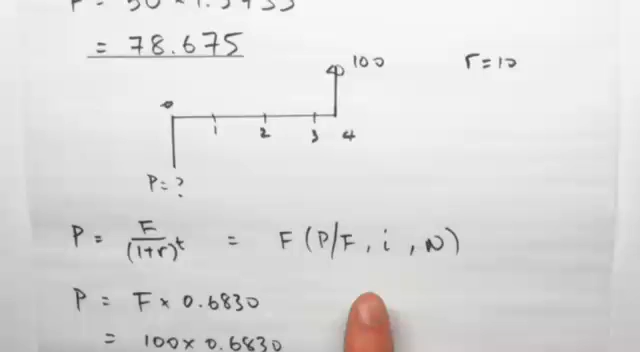 = 78.675
100
r=10
0
1 2 3 4
P=?
P = F/(1+r)^t = F(P/F, i, N)
P = F × 0.6830
= 100 × 0.6830